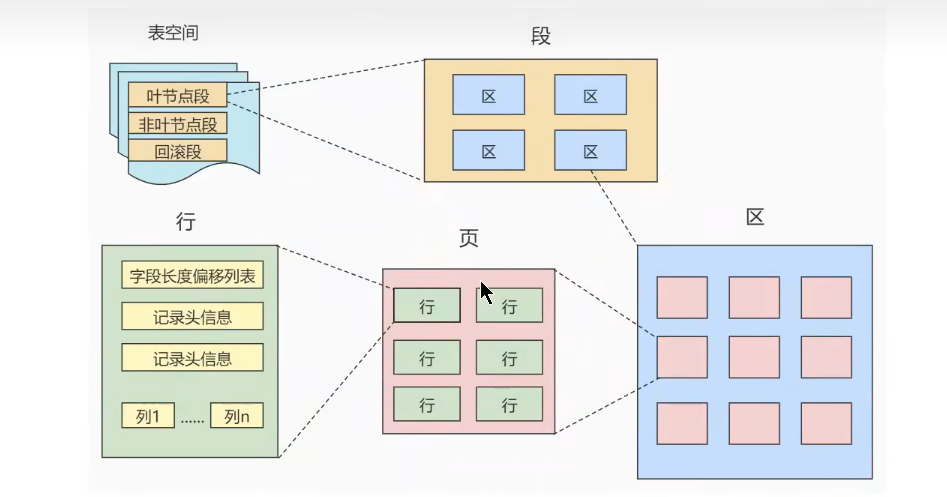 表空间
叶节点段
非叶节点段
回滚段
段
区
区
区
区
行
字段长度偏移列表
记录头信息
记录头信息
列1 …… 列n
页
行 行
行 行
行 行
区